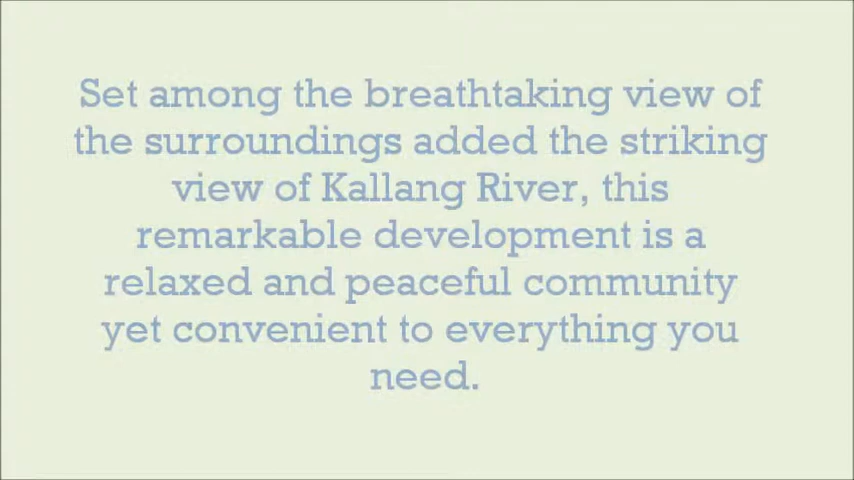 Set among the breathtaking view of
the surroundings added the striking
view of Kallang River, this
remarkable development is a
relaxed and peaceful community
yet convenient to everything you
need.